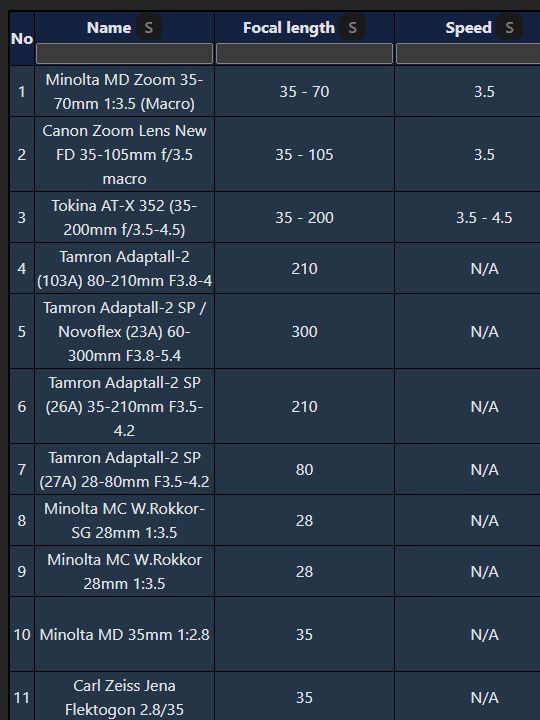 No Name S Focal length S Speed S
1 Minolta MD Zoom 35-
70mm 1:3.5 (Macro) 35 - 70 3.5
2 Canon Zoom Lens New
FD 35-105mm f/3.5
macro 35 - 105 3.5
3 Tokina AT-X 352 (35-
200mm f/3.5-4.5) 35 - 200 3.5 - 4.5
4 Tamron Adaptall-2
(103A) 80-210mm F3.8-4 210 N/A
5 Tamron Adaptall-2 SP /
Novoflex (23A) 60-
300mm F3.8-5.4 300 N/A
6 Tamron Adaptall-2 SP
(26A) 35-210mm F3.5-
4.2 210 N/A
7 Tamron Adaptall-2 SP
(27A) 28-80mm F3.5-4.2 80 N/A
8 Minolta MC W.Rokkor-
SG 28mm 1:3.5 28 N/A
9 Minolta MC W.Rokkor
28mm 1:3.5 28 N/A
10 Minolta MD 35mm 1:2.8 35 N/A
11 Carl Zeiss Jena
Flektogon 2.8/35 35 N/A